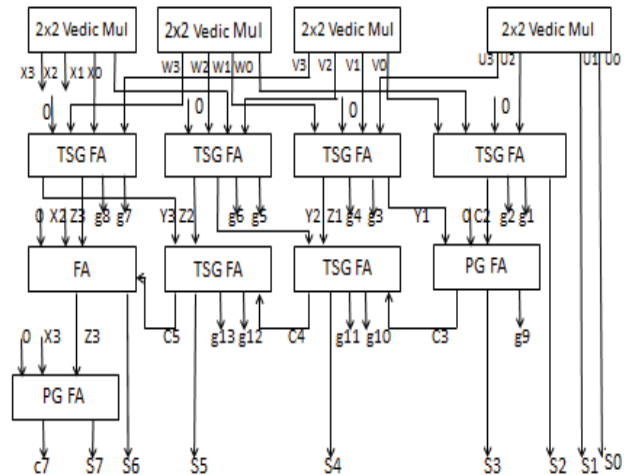 2x2 Vedic Mul 2x2 Vedic Mul 2x2 Vedic Mul 2x2 Vedic Mul
X3 X2 X1 X0 W3 W2 W1 W0 V3 V2 V1 V0 U3 U2 U1 U0
0 0 0 0
TSG FA TSG FA TSG FA TSG FA
0 X2 Z3 g8 g7 Y3 Z2 g6 g5 Y2 Z1 g4 g3 Y1 0 C2 g2 g1
FA TSG FA TSG FA PG FA
0 X3 Z3 C5 g13 g12 C4 g11 g10 C3 g9
PG FA
c7 S7 S6 S5 S4 S3 S2 S1 S0